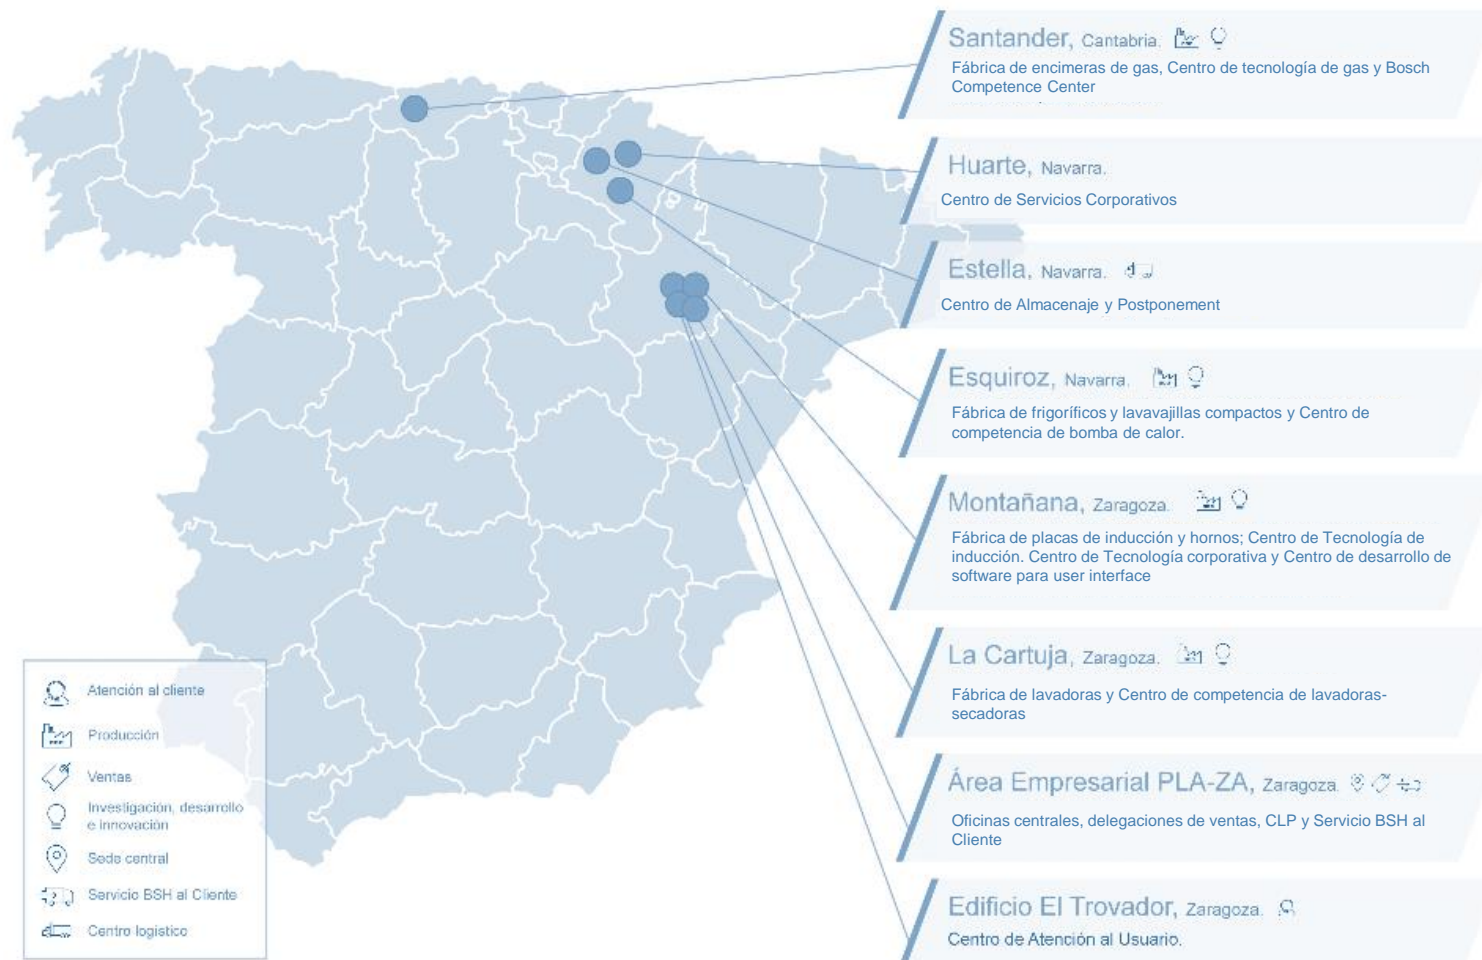 Santander, Cantabria.
Fábrica de encimeras de gas, Centro de tecnología de gas y Bosch
Competence Center
Huarte, Navarra.
Centro de Servicios Corporativos
Estella, Navarra.
Centro de Almacenaje y Postponement
Esquiroz, Navarra.
Fábrica de frigoríficos y lavavajillas compactos y Centro de
competencia de bomba de calor.
Montañana, Zaragoza.
Fábrica de placas de inducción y hornos; Centro de Tecnología de
inducción. Centro de Tecnología corporativa y Centro de desarrollo de
software para user interface
La Cartuja, Zaragoza.
Fábrica de lavadoras y Centro de competencia de lavadoras-
secadoras
Área Empresarial PLA-ZA, Zaragoza.
Oficinas centrales, delegaciones de ventas, CLP y Servicio BSH al
Cliente
Edificio El Trovador, Zaragoza.
Centro de Atención al Usuario.
Atención al cliente
Producción
Ventas
Investigación, desarrollo
e innovación
Sede central
Servicio BSH al Cliente
Centro logístico